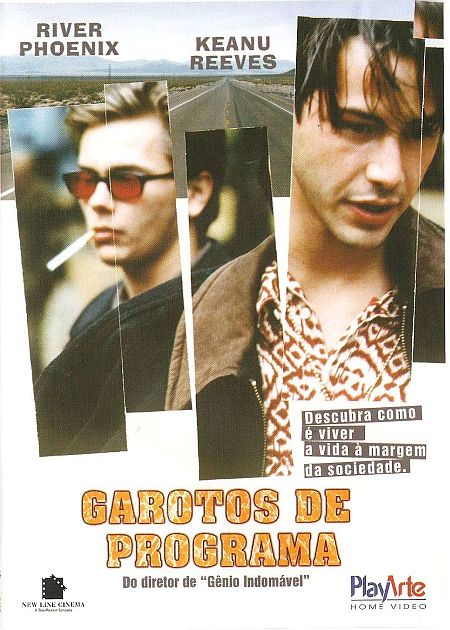 RIVER
PHOENIX
KEANU
REEVES
Descubra como
é viver
a vida à margem
da sociedade.
GAROTOS DE
PROGRAMA
Do diretor de "Gênio Indomável"
NEW LINE CINEMA
PlayArte
HOME VIDEO